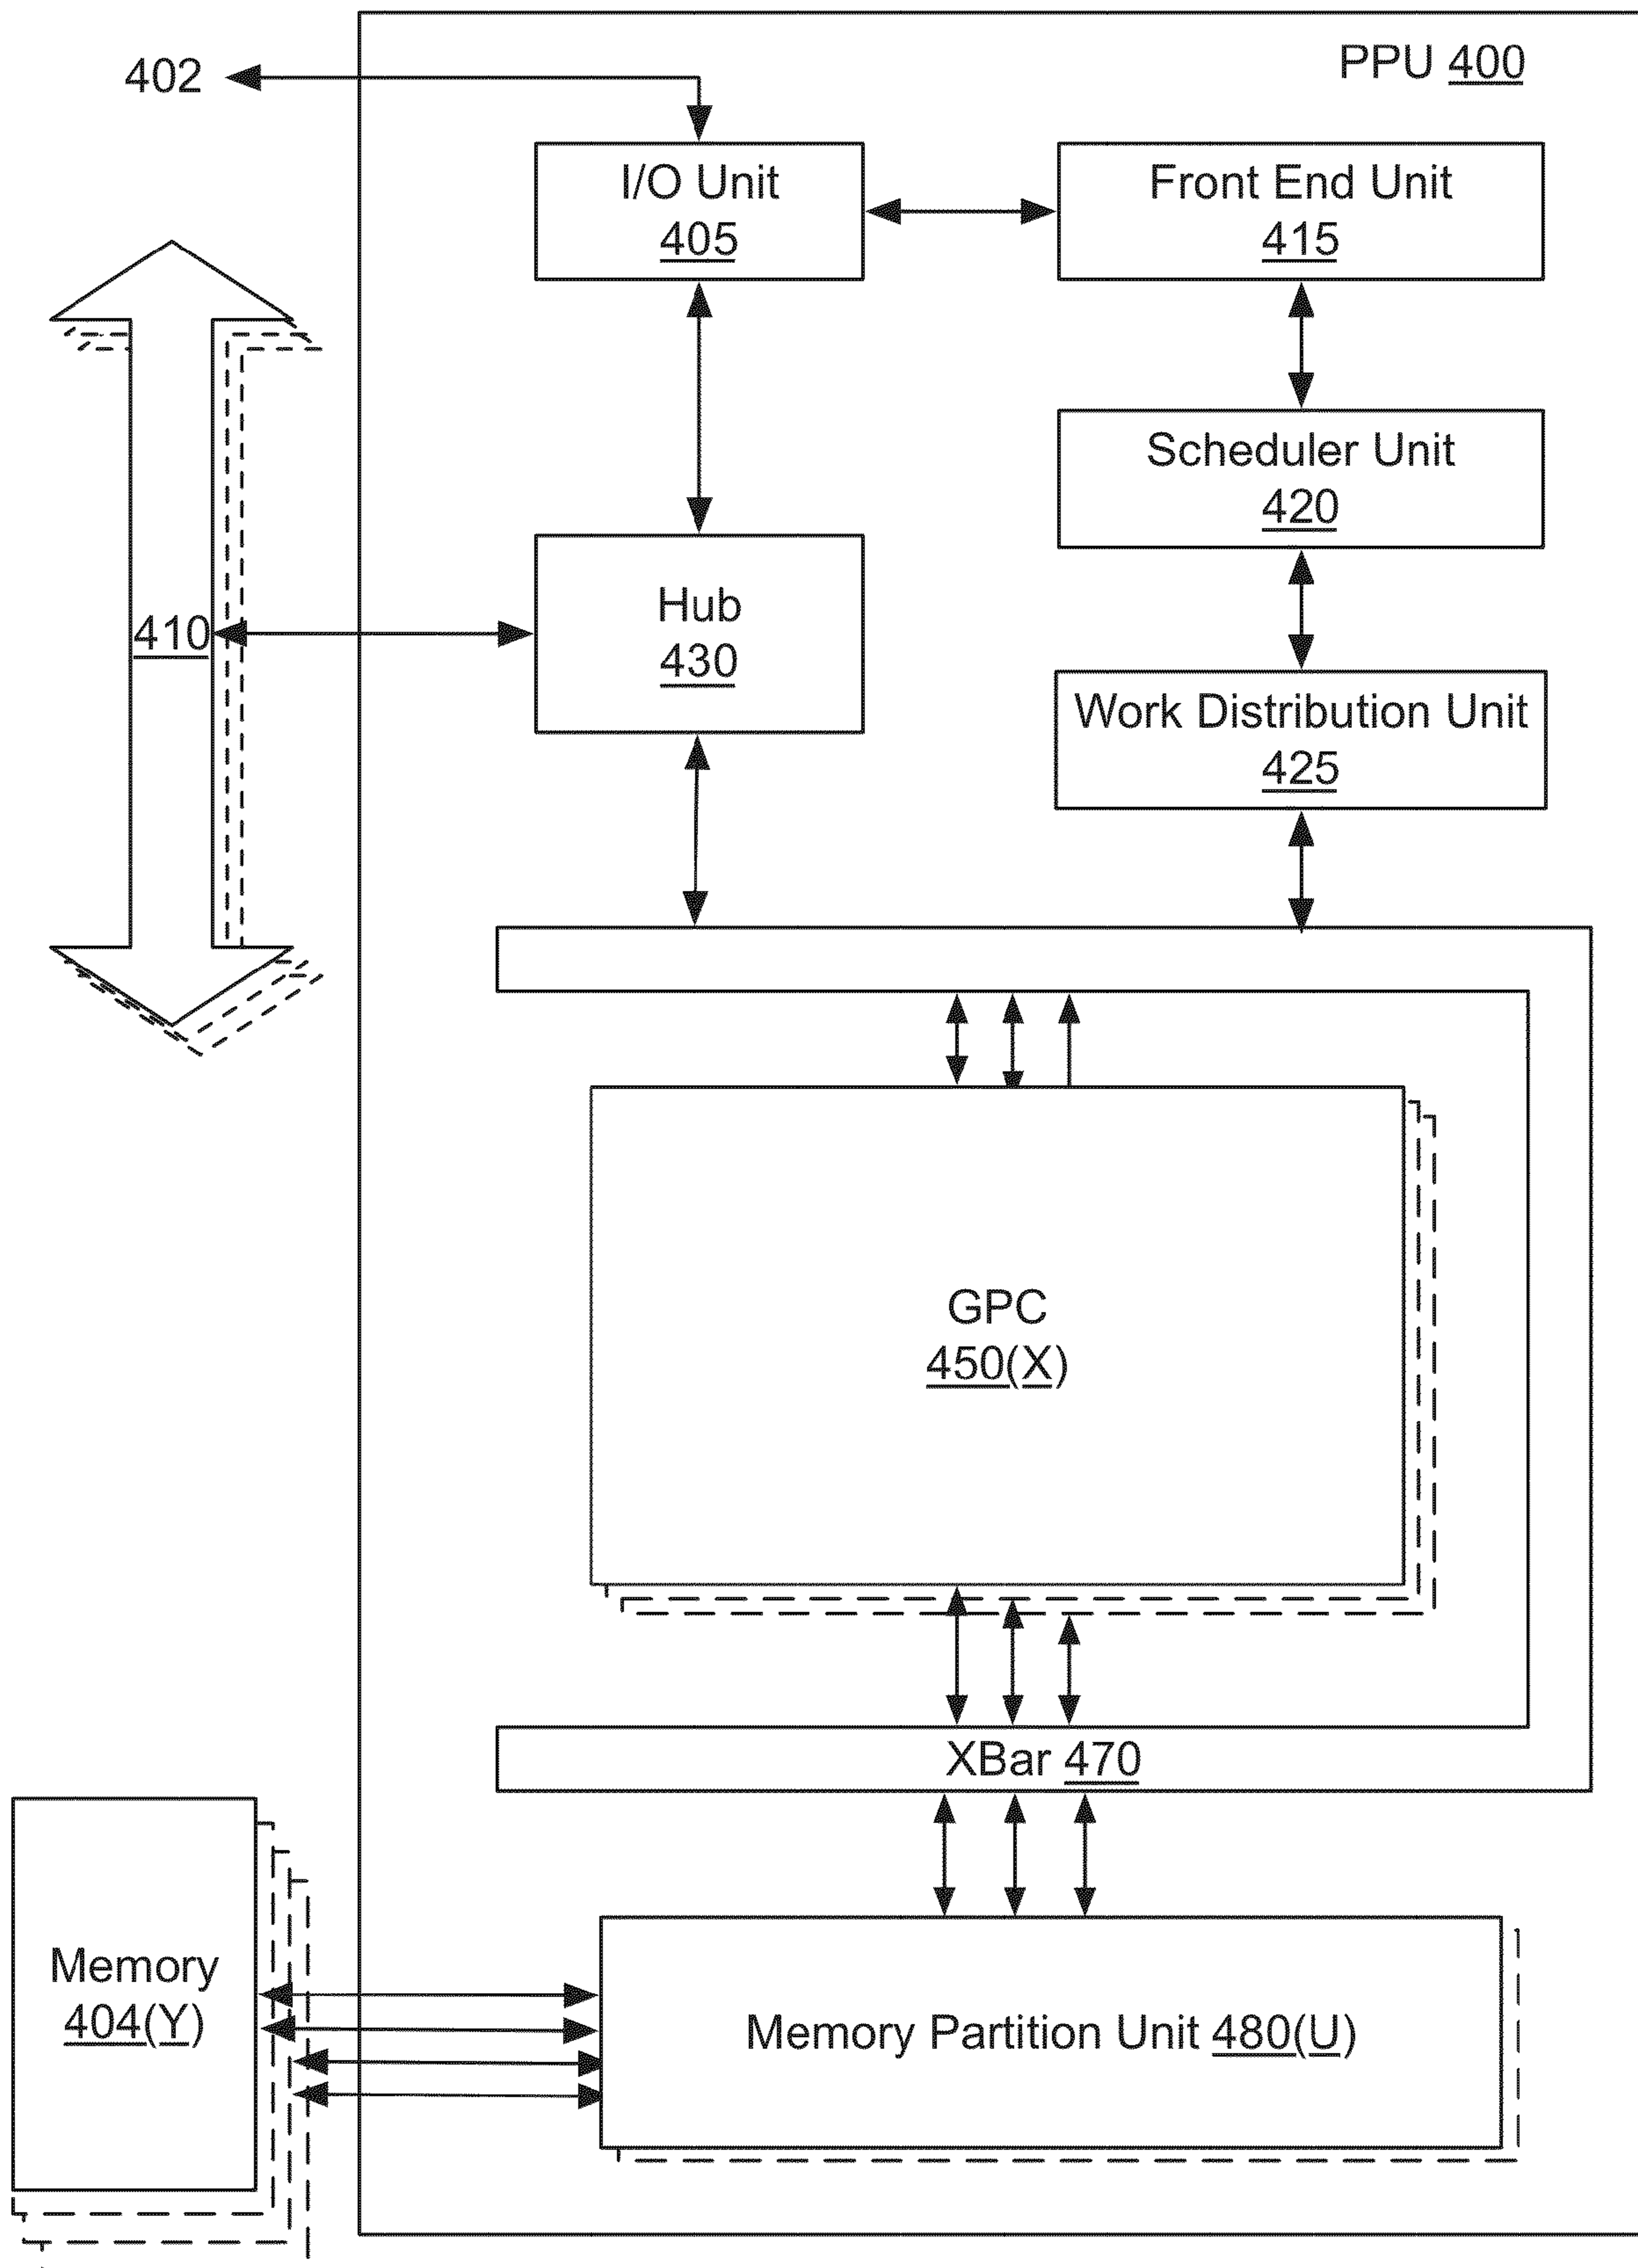 PPU 400
402
I/O Unit
405
Front End Unit
415
Scheduler Unit
420
410
Hub
430
Work Distribution Unit
425
GPC
450(X)
XBar 470
Memory
404(Y)
Memory Partition Unit 480(U)